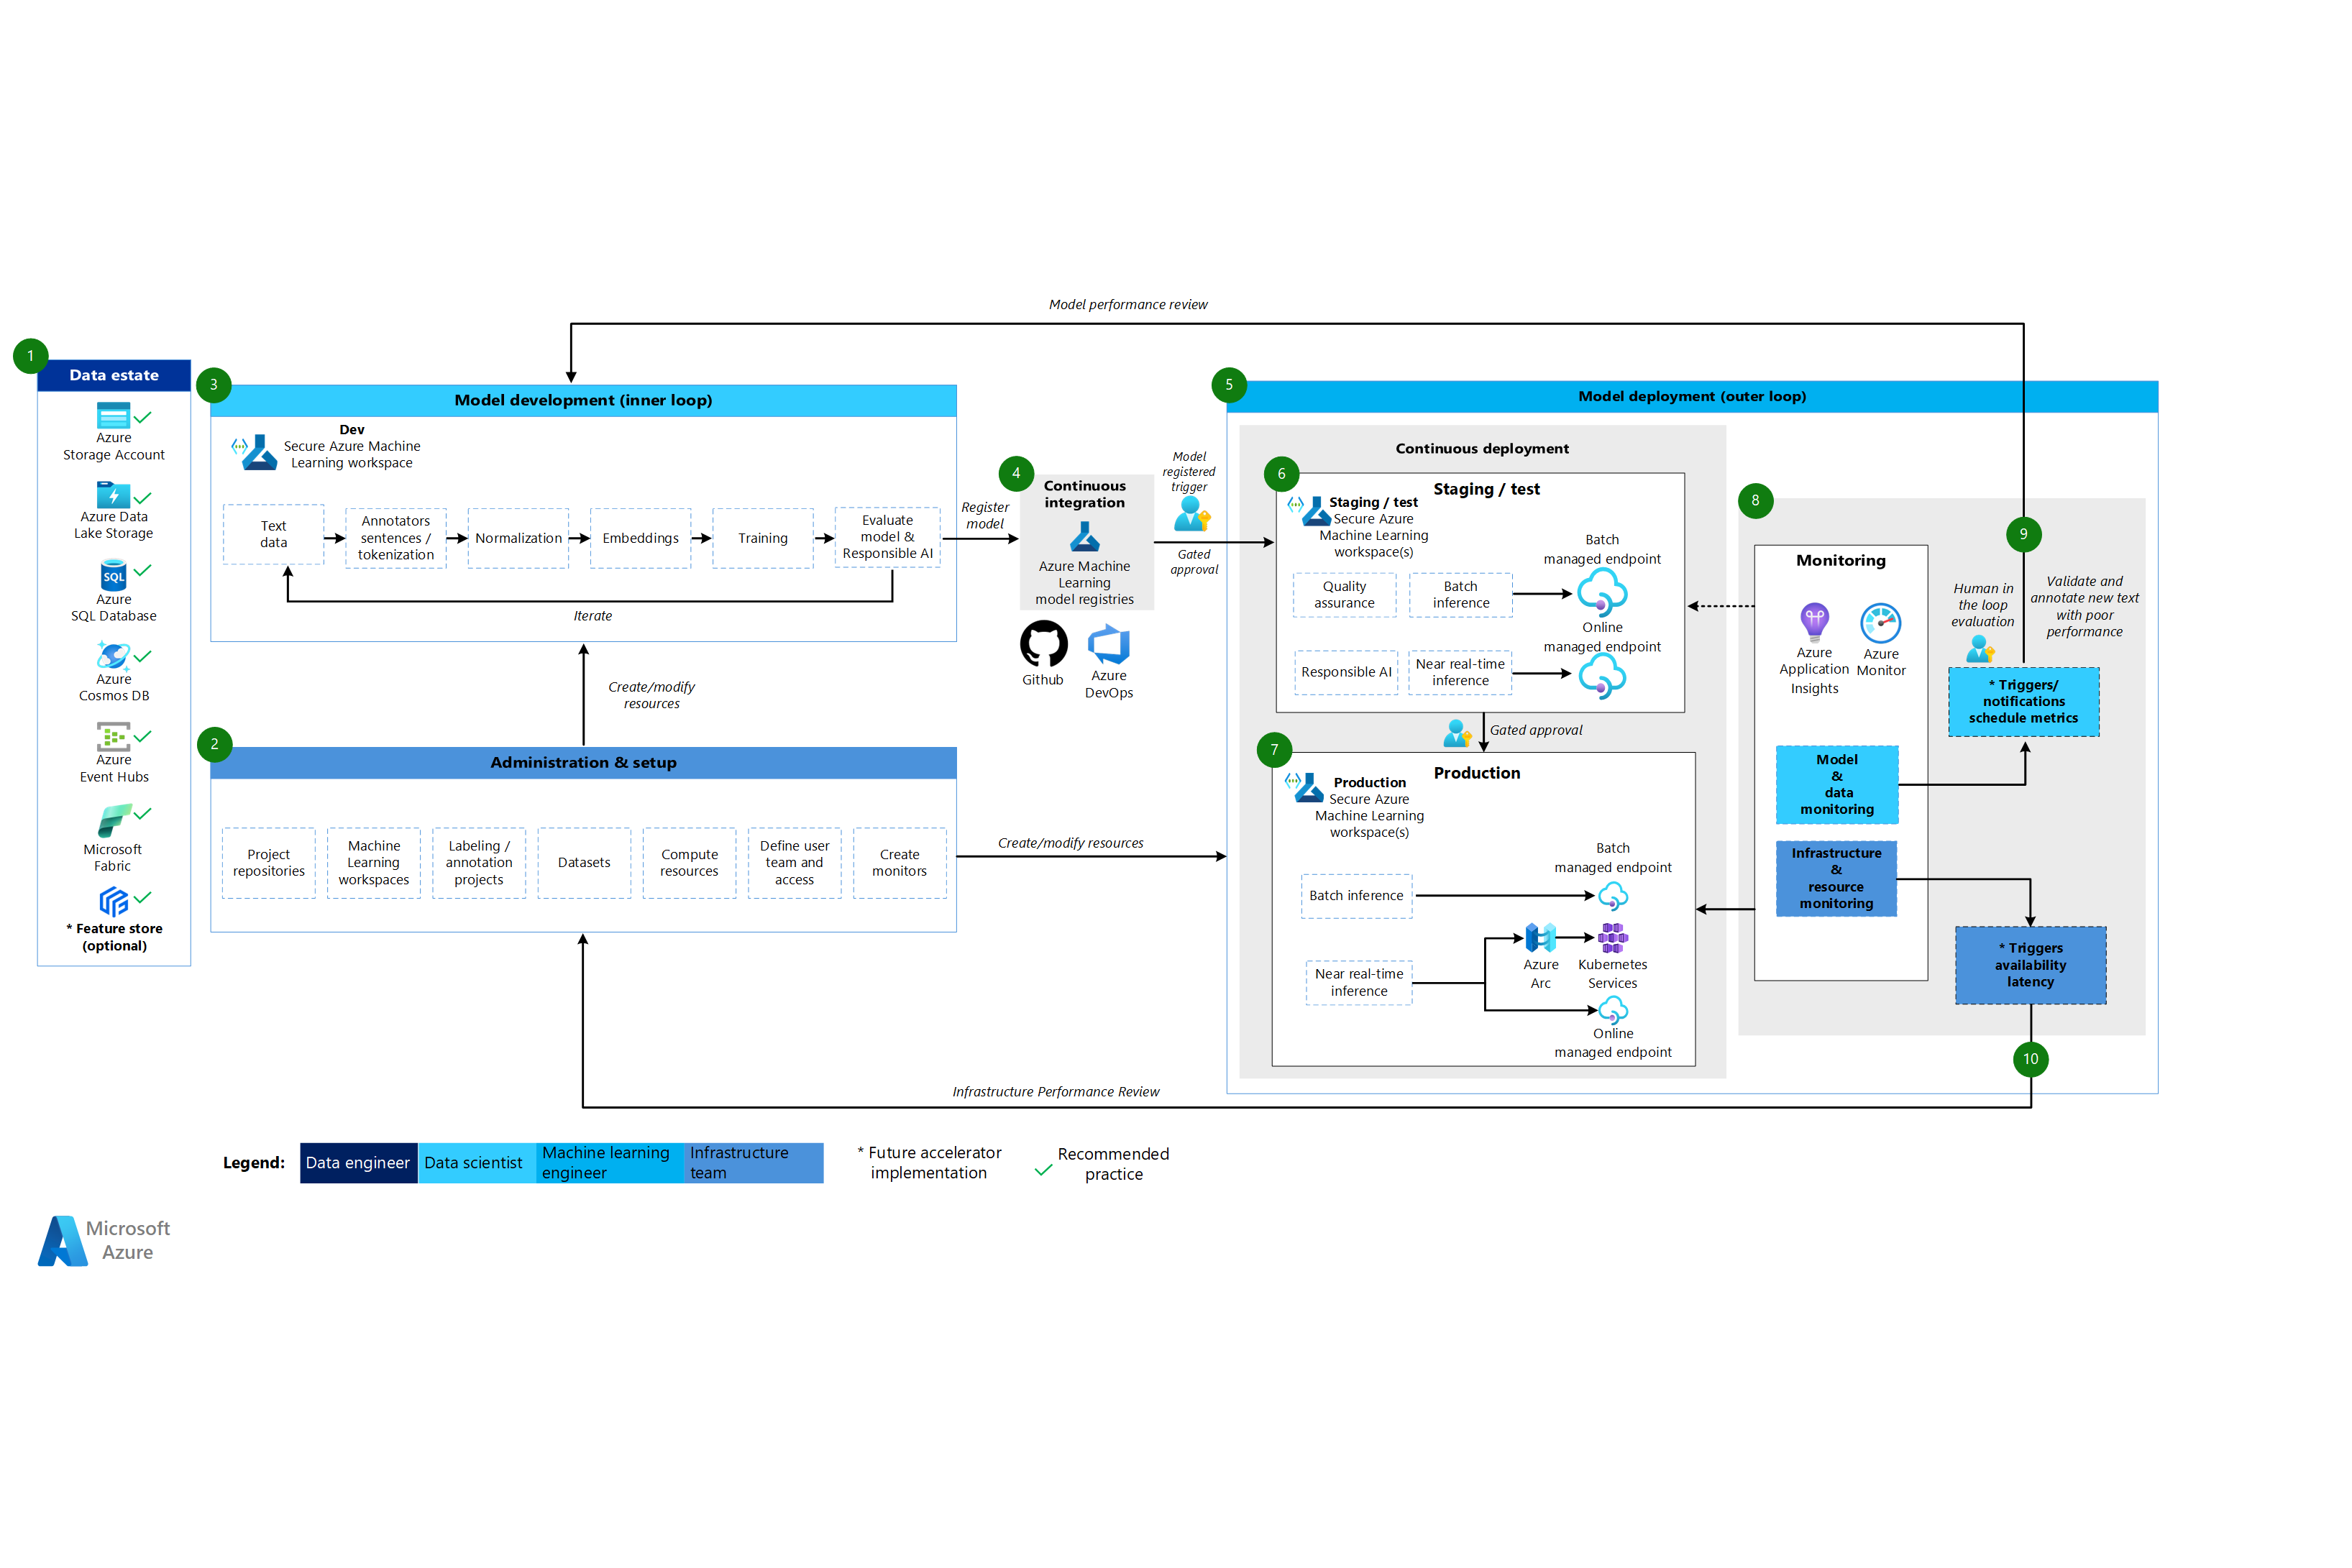 Model performance review
1
Data estate
Azure
Storage Account
Azure Data
Lake Storage
SQL
Azure
SQL Database
Azure
Cosmos DB
Azure
Event Hubs
Microsoft
Fabric
* Feature store
(optional)
3
Model development (inner loop)
Dev
Secure Azure Machine
Learning workspace
Text
data
Annotators
sentences /
tokenization
Normalization
Embeddings
Training
Evaluate
model &
Responsible AI
Iterate
Register
model
Create/modify
resources
2
Administration & setup
Project
repositories
Machine
Learning
workspaces
Labeling /
annotation
projects
Datasets
Compute
resources
Define user
team and
access
Create
monitors
Create/modify resources
4
Continuous
integration
Azure Machine
Learning
model registries
Github
Azure
DevOps
Model
registered
trigger
Gated
approval
5
Model deployment (outer loop)
Continuous deployment
6
Staging / test
Staging / test
Secure Azure
Machine Learning
workspace(s)
Quality
assurance
Batch
inference
Batch
managed endpoint
Responsible AI
Near real-time
inference
Online
managed endpoint
Gated approval
7
Production
Production
Secure Azure
Machine Learning
workspace(s)
Batch inference
Batch
managed endpoint
Near real-time
inference
Azure
Arc
Kubernetes
Services
Online
managed endpoint
8
Monitoring
Azure
Application
Insights
Azure
Monitor
Model
&
data
monitoring
Infrastructure
&
resource
monitoring
9
Human in
the loop
evaluation
Validate and
annotate new text
with poor
performance
* Triggers/
notifications
schedule metrics
* Triggers
availability
latency
10
Infrastructure Performance Review
Legend:
Data engineer
Data scientist
Machine learning
engineer
Infrastructure
team
* Future accelerator
implementation
Recommended
practice
Microsoft
Azure